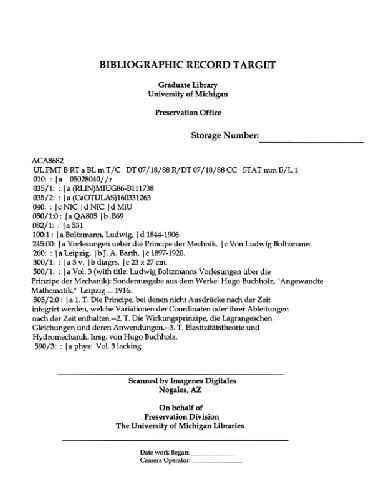 BIBLIOGRAPHIC RECORD TARGET
Graduate Library
University of Michigan
Preservation Office
Storage Number:
ACA8682
UL FMT B RT a BL m T/C DT 07/18/88 R/DT 07/18/88 CC STAT mm E/L 1
010: : |a 05028040//r
035/1: : |a (RLIN)MIUG86-B111738
035/2: : |a (CaOTULAS)160331263
040: : |c NIC |d NIC |d MiU
050/1:0 : |a QA805 |b .B69
082/1: : |a 531
100:1 : |a Boltzmann, Ludwig, |d 1844-1906.
245:00: |a Vorlesungen ueber die Principe der Mechnik. |c Von Ludwig Boltzmann.
260: : |a Leipzig, |b J. A. Barth, |c 1897-1920.
300/1: : |a 3 v. |b diagrs. |c 23 x 27 cm.
500/1: : |a Vol. 3 (with title: Ludwig Boltzmanns Vorlesungen über die
Prinzipe der Mechanik): Sonderausgabe aus dem Werke: Hugo Buchholz, "Angewandte
Mathematik." Leipzig ... 1916.
505/2:0 : |a 1. T. Die Principe, bei denen nicht Ausdrücke nach der Zeit
integrirt werden, welche Variationen der Coordinaten oder ihrer Ableitungen
nach der Zeit enthalten.--2. T. Die Wirkungsprinzipe, die Lagrangeschen
Gleichungen und deren Anwendungen.--3. T. Elastizitätstheorie und
Hydromechanik, hrsg. von Hugo Buchholz.
590/3: : |a phys: Vol. 3 lacking
Scanned by Imagenes Digitales
Nogales, AZ
On behalf of
Preservation Division
The University of Michigan Libraries
Date work Began:
Camera Operator: